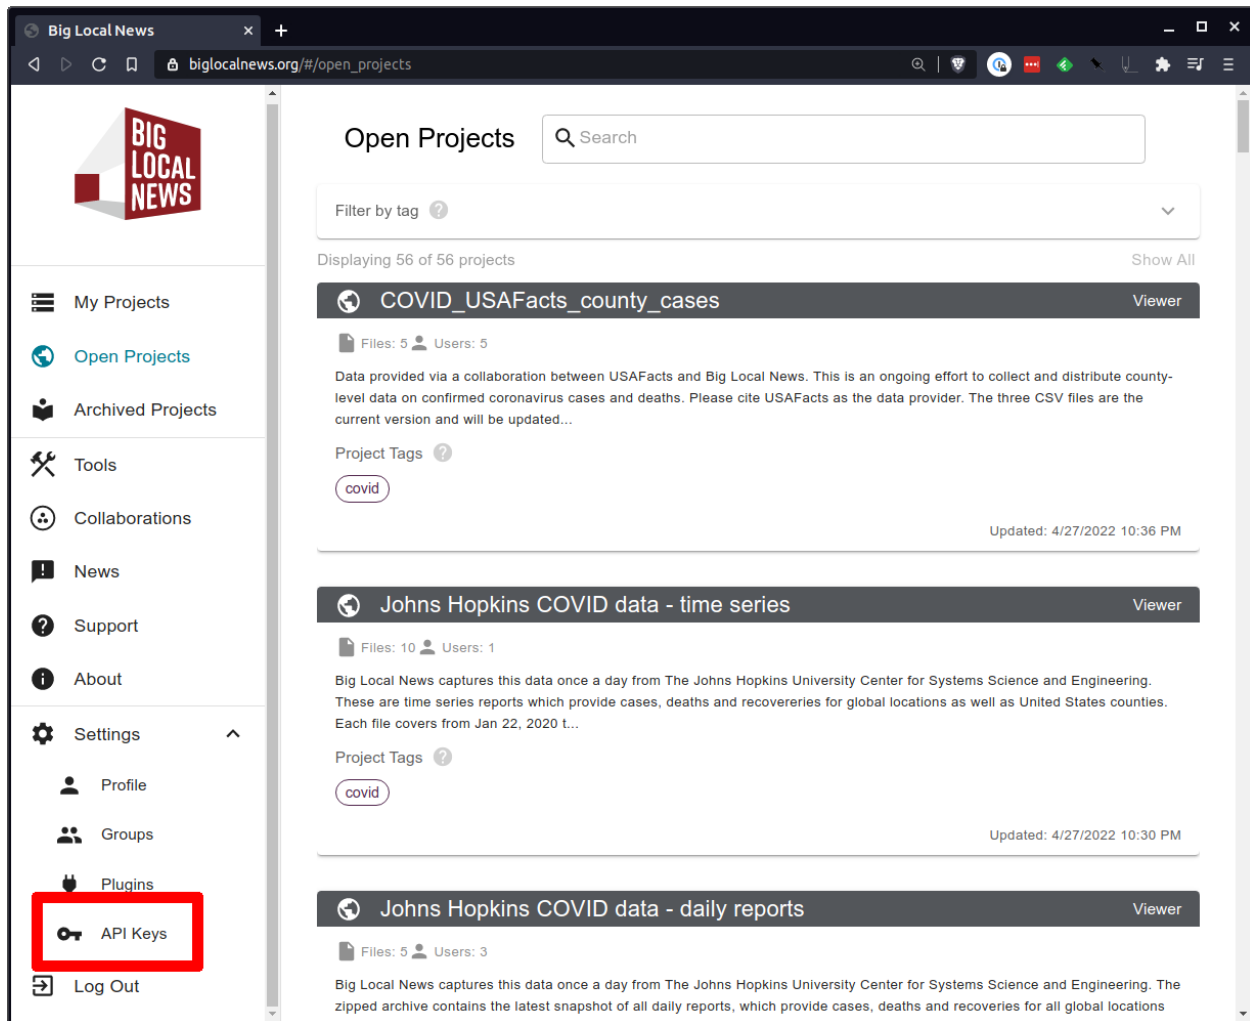 Big Local News
biglocalnews.org/#/open_projects
BIG
LOCAL
NEWS
My Projects
Open Projects
Archived Projects
Tools
Collaborations
News
Support
About
Settings
Profile
Groups
Plugins
API Keys
Log Out
Open Projects
Search
Filter by tag
Displaying 56 of 56 projects
Show All
COVID_USAFacts_county_cases
Viewer
Files: 5 Users: 5
Data provided via a collaboration between USAFacts and Big Local News. This is an ongoing effort to collect and distribute county-
level data on confirmed coronavirus cases and deaths. Please cite USAFacts as the data provider. The three CSV files are the
current version and will be updated...
Project Tags
covid
Updated: 4/27/2022 10:36 PM
Johns Hopkins COVID data - time series
Viewer
Files: 10 Users: 1
Big Local News captures this data once a day from The Johns Hopkins University Center for Systems Science and Engineering.
These are time series reports which provide cases, deaths and recovereries for global locations as well as United States counties.
Each file covers from Jan 22, 2020 t...
Project Tags
covid
Updated: 4/27/2022 10:30 PM
Johns Hopkins COVID data - daily reports
Viewer
Files: 5 Users: 3
Big Local News captures this data once a day from The Johns Hopkins University Center for Systems Science and Engineering. The
zipped archive contains the latest snapshot of all daily reports, which provide cases, deaths and recoveries for all global locations